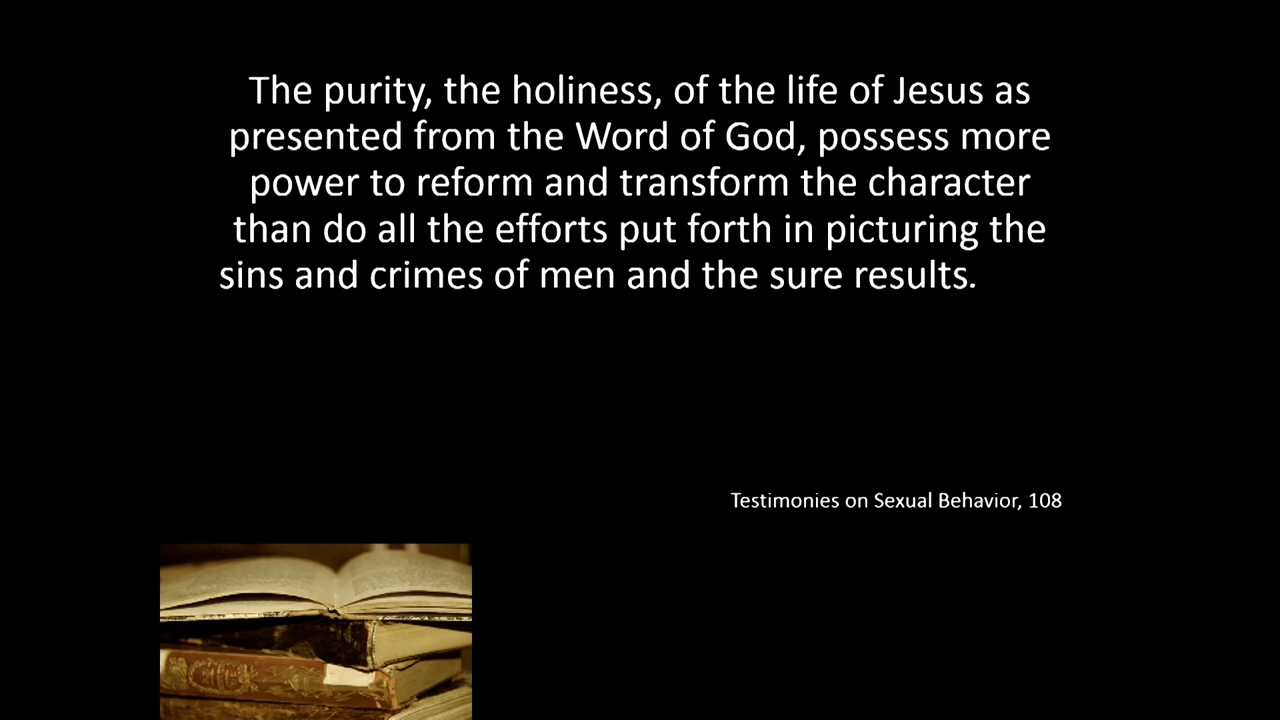 The purity, the holiness, of the life of Jesus as
presented from the Word of God, possess more
power to reform and transform the character
than do all the efforts put forth in picturing the
sins and crimes of men and the sure results.
Testimonies on Sexual Behavior, 108